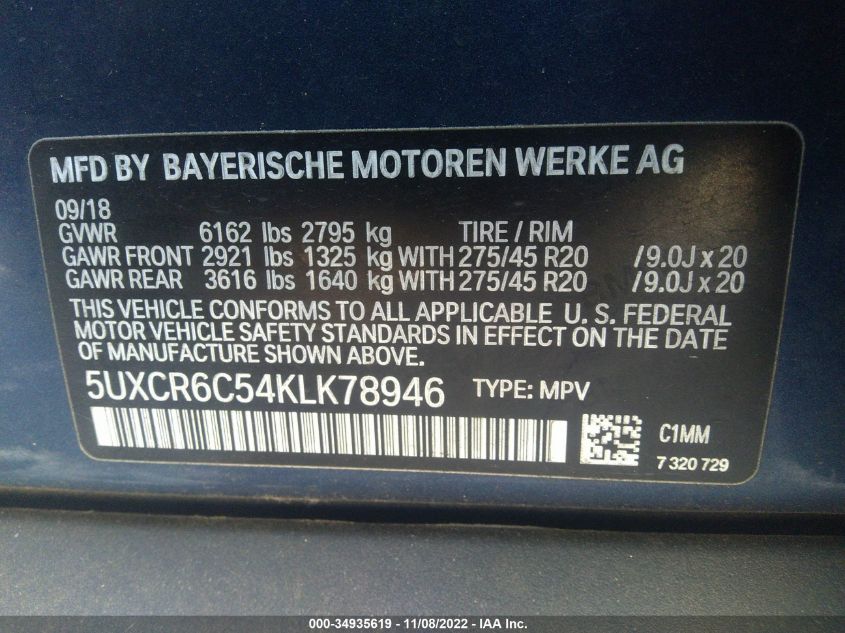 MFD BY BAYERISCHE MOTOREN WERKE AG
09/18
GVWR 6162 lbs 2795 kg TIRE / RIM
GAWR FRONT 2921 lbs 1325 kg WITH 275/45 R20 /9.0J x 20
GAWR REAR 3616 lbs 1640 kg WITH 275/45 R20 /9.0J x 20
THIS VEHICLE CONFORMS TO ALL APPLICABLE U. S. FEDERAL
MOTOR VEHICLE SAFETY STANDARDS IN EFFECT ON THE DATE
OF MANUFACTURE SHOWN ABOVE.
5UXCR6C54KLK78946 TYPE: MPV
C1MM
7 320 729
000-34935619 - 11/08/2022 - IAA Inc.